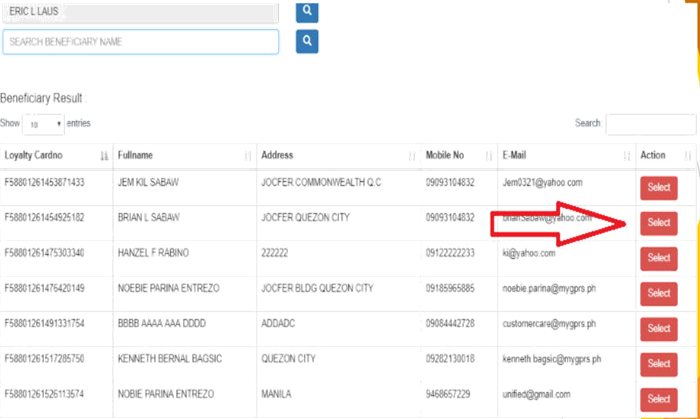 ERIC L LAUS
SEARCH BENEFICIARY NAME
Beneficiary Result :
Show 10 entries
Search:
Loyalty Cardno Fullname Address Mobile No E-Mail Action
F58801261453871433 JEM KIL SABAW JOCFER COMMONWEALTH Q.C 09093104832 Jem0321@yahoo.com Select
F58801261454925182 BRIAN L SABAW JOCFER QUEZON CITY 09093104832 brianSabaw@yahoo.com Select
F58801261475303340 HANZEL F RABINO 222222 09122222233 ki@yahoo.com Select
F58801261476420149 NOEBIE PARINA ENTREZO JOCFER BLDG QUEZON CITY 09185965885 noebie.parina@mygprs.ph Select
F58801261491331754 BBBB AAAA AAA DDDD ADDADC 09084442728 customercare@mygprs.ph Select
F58801261517285750 KENNETH BERNAL BAGSIC QUEZON CITY 09282130018 kenneth.bagsic@mygprs.ph Select
F58801261526113574 NOBIE PARINA ENTREZO MANILA 9468657229 unified@gmail.com Select